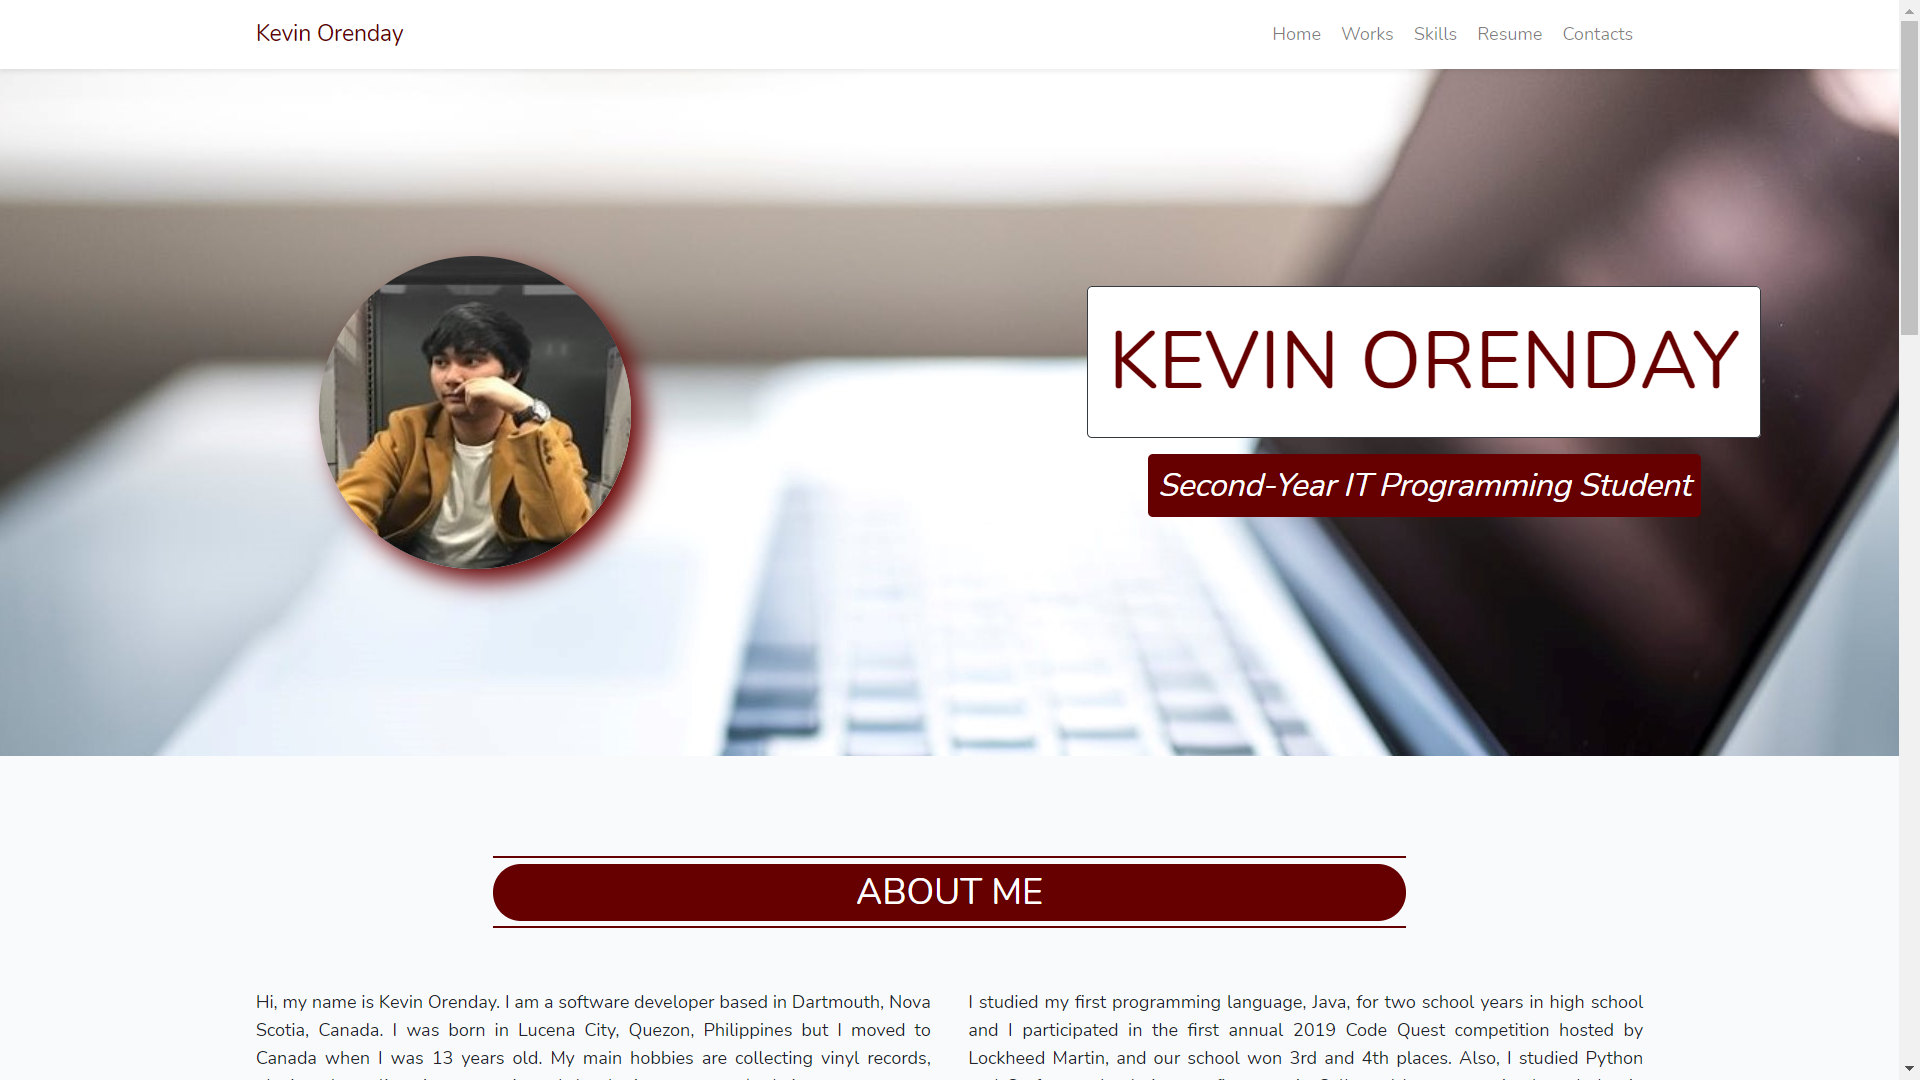 Kevin Orenday
Home Works Skills Resume Contacts
KEVIN ORENDAY
Second-Year IT Programming Student
ABOUT ME
Hi, my name is Kevin Orenday. I am a software developer based in Dartmouth, Nova
Scotia, Canada. I was born in Lucena City, Quezon, Philippines but I moved to
Canada when I was 13 years old. My main hobbies are collecting vinyl records,
I studied my first programming language, Java, for two school years in high school
and I participated in the first annual 2019 Code Quest competition hosted by
Lockheed Martin, and our school won 3rd and 4th places. Also, I studied Python